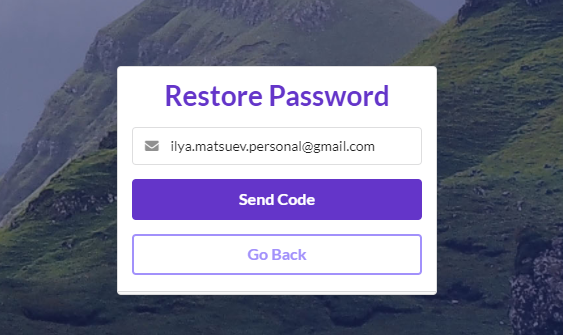 Restore Password
ilya.matsuev.personal@gmail.com
Send Code
Go Back